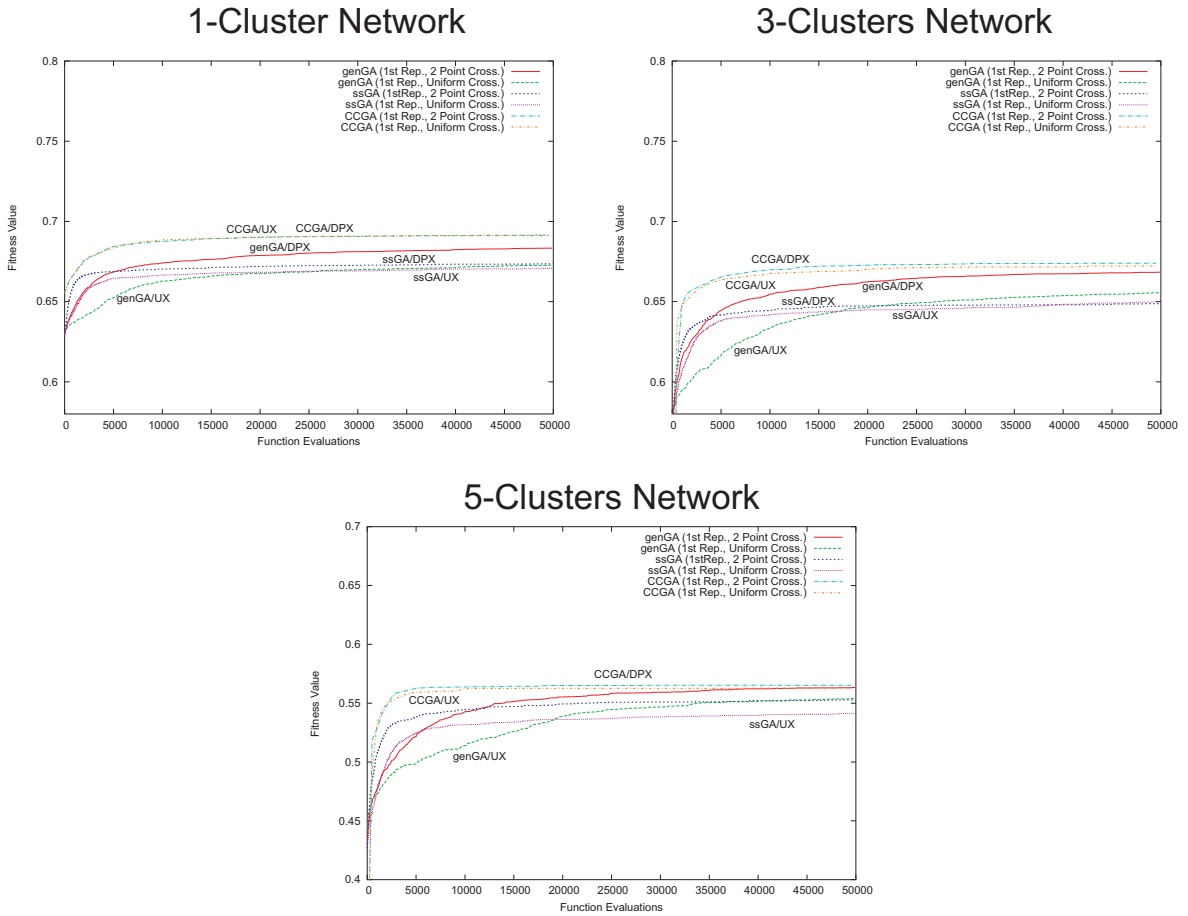 1-Cluster Network
0.8
0.75
0.7
0.65
0.6
Fitness Value
genGA (1st Rep., 2 Point Cross.)
genGA (1st Rep., Uniform Cross.)
ssGA (1stRep., 2 Point Cross.)
ssGA (1st Rep., Uniform Cross.)
CCGA (1st Rep., 2 Point Cross.)
CCGA (1st Rep., Uniform Cross.)
CCGA/UX
CCGA/DPX
genGA/DPX
ssGA/DPX
ssGA/UX
genGA/UX
0 5000 10000 15000 20000 25000 30000 35000 40000 45000 50000
Function Evaluations
3-Clusters Network
0.8
0.75
0.7
0.65
0.6
Fitness Value
genGA (1st Rep., 2 Point Cross.)
genGA (1st Rep., Uniform Cross.)
ssGA (1stRep., 2 Point Cross.)
ssGA (1st Rep., Uniform Cross.)
CCGA (1st Rep., 2 Point Cross.)
CCGA (1st Rep., Uniform Cross.)
CCGA/DPX
CCGA/UX
genGA/DPX
ssGA/DPX
ssGA/UX
genGA/UX
0 5000 10000 15000 20000 25000 30000 35000 40000 45000 50000
Function Evaluations
5-Clusters Network
0.7
0.65
0.6
0.55
0.5
0.45
0.4
Fitness Value
genGA (1st Rep., 2 Point Cross.)
genGA (1st Rep., Uniform Cross.)
ssGA (1stRep., 2 Point Cross.)
ssGA (1st Rep., Uniform Cross.)
CCGA (1st Rep., 2 Point Cross.)
CCGA (1st Rep., Uniform Cross.)
CCGA/DPX
CCGA/UX
ssGA/UX
genGA/UX
0 5000 10000 15000 20000 25000 30000 35000 40000 45000 50000
Function Evaluations